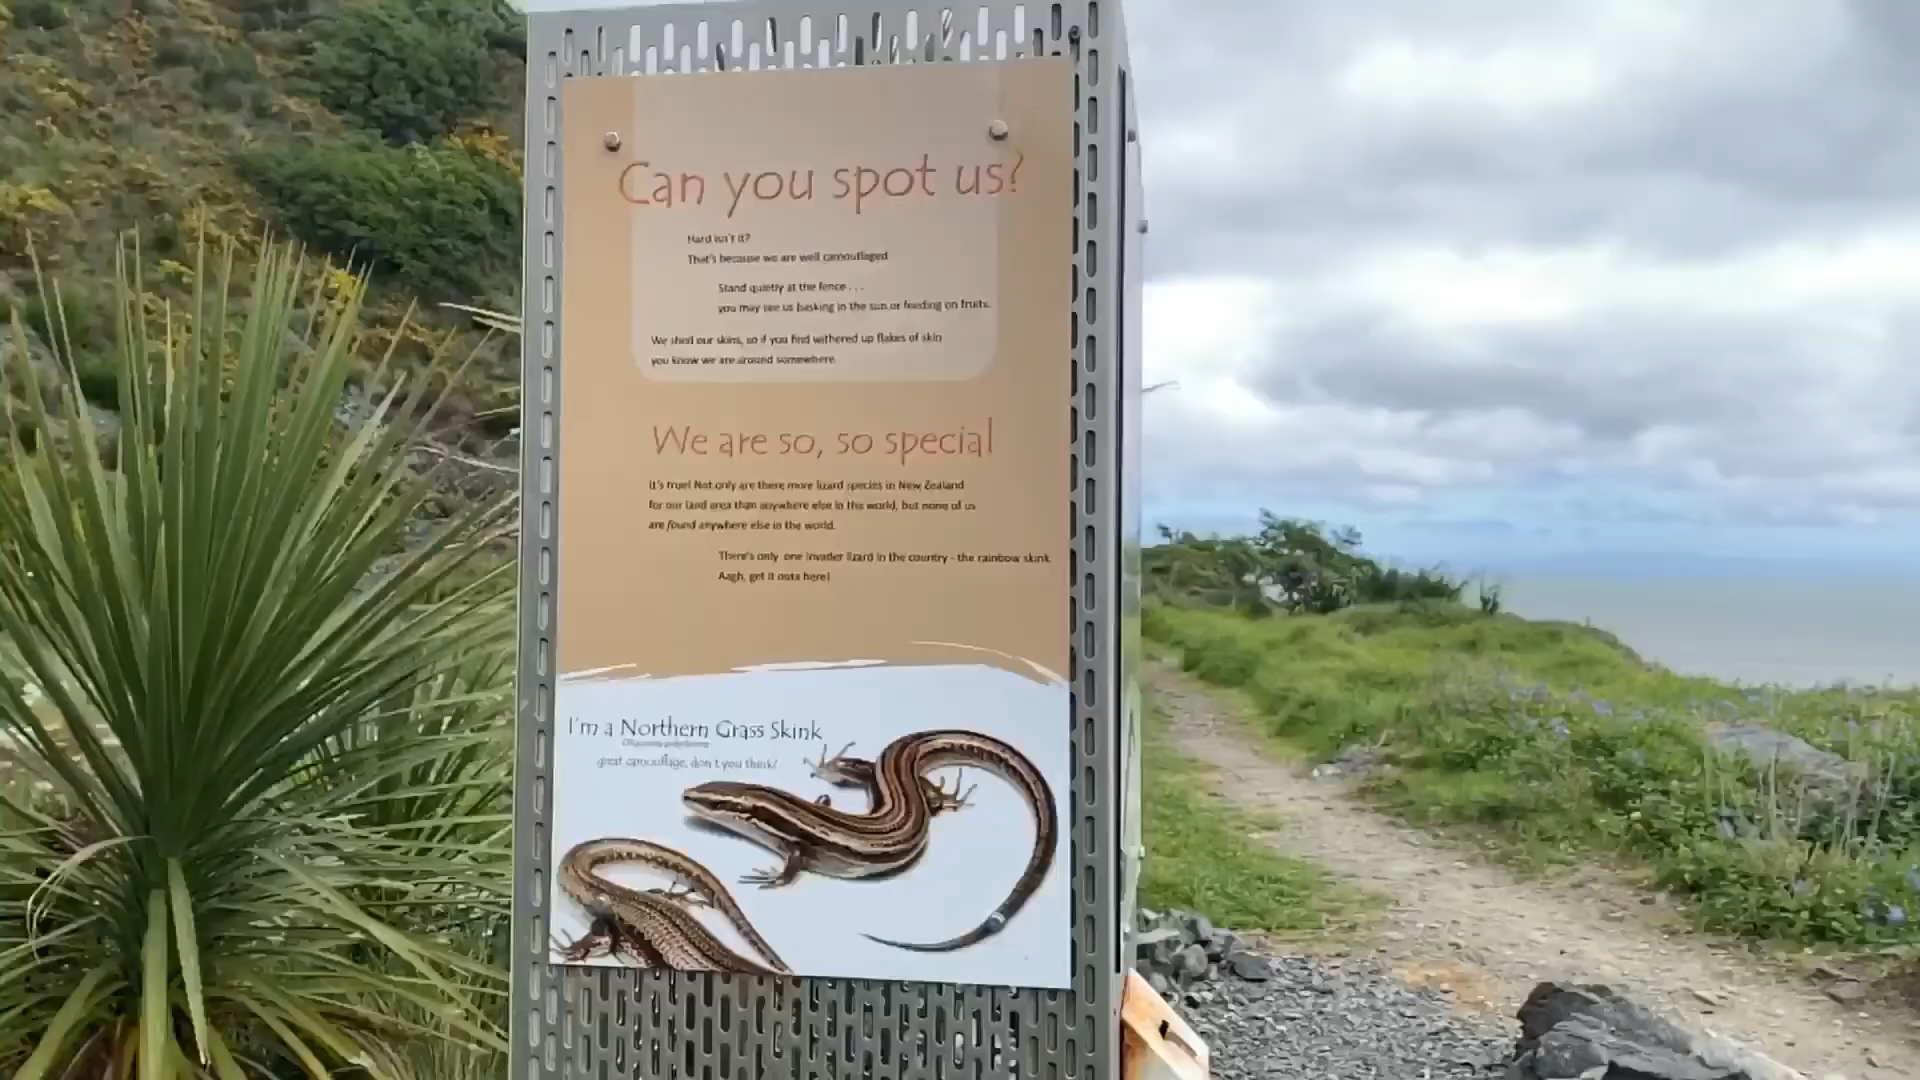 Can you spot us?
Hard isn't it?
That's because we are well camouflaged
Stand quietly at the fence . . .
you may see us basking in the sun or feeding on fruits.
We shed our skins, so if you find withered up flakes of skin
you know we are around somewhere.
We are so, so special
It's true! Not only are there more lizard species in New Zealand
for our land area than anywhere else in the world, but none of us
are found anywhere else in the world.
There's only one invader lizard in the country - the rainbow skink.
Aagh, get it outa here!
I'm a Northern Grass Skink
great camouflage, don't you think!